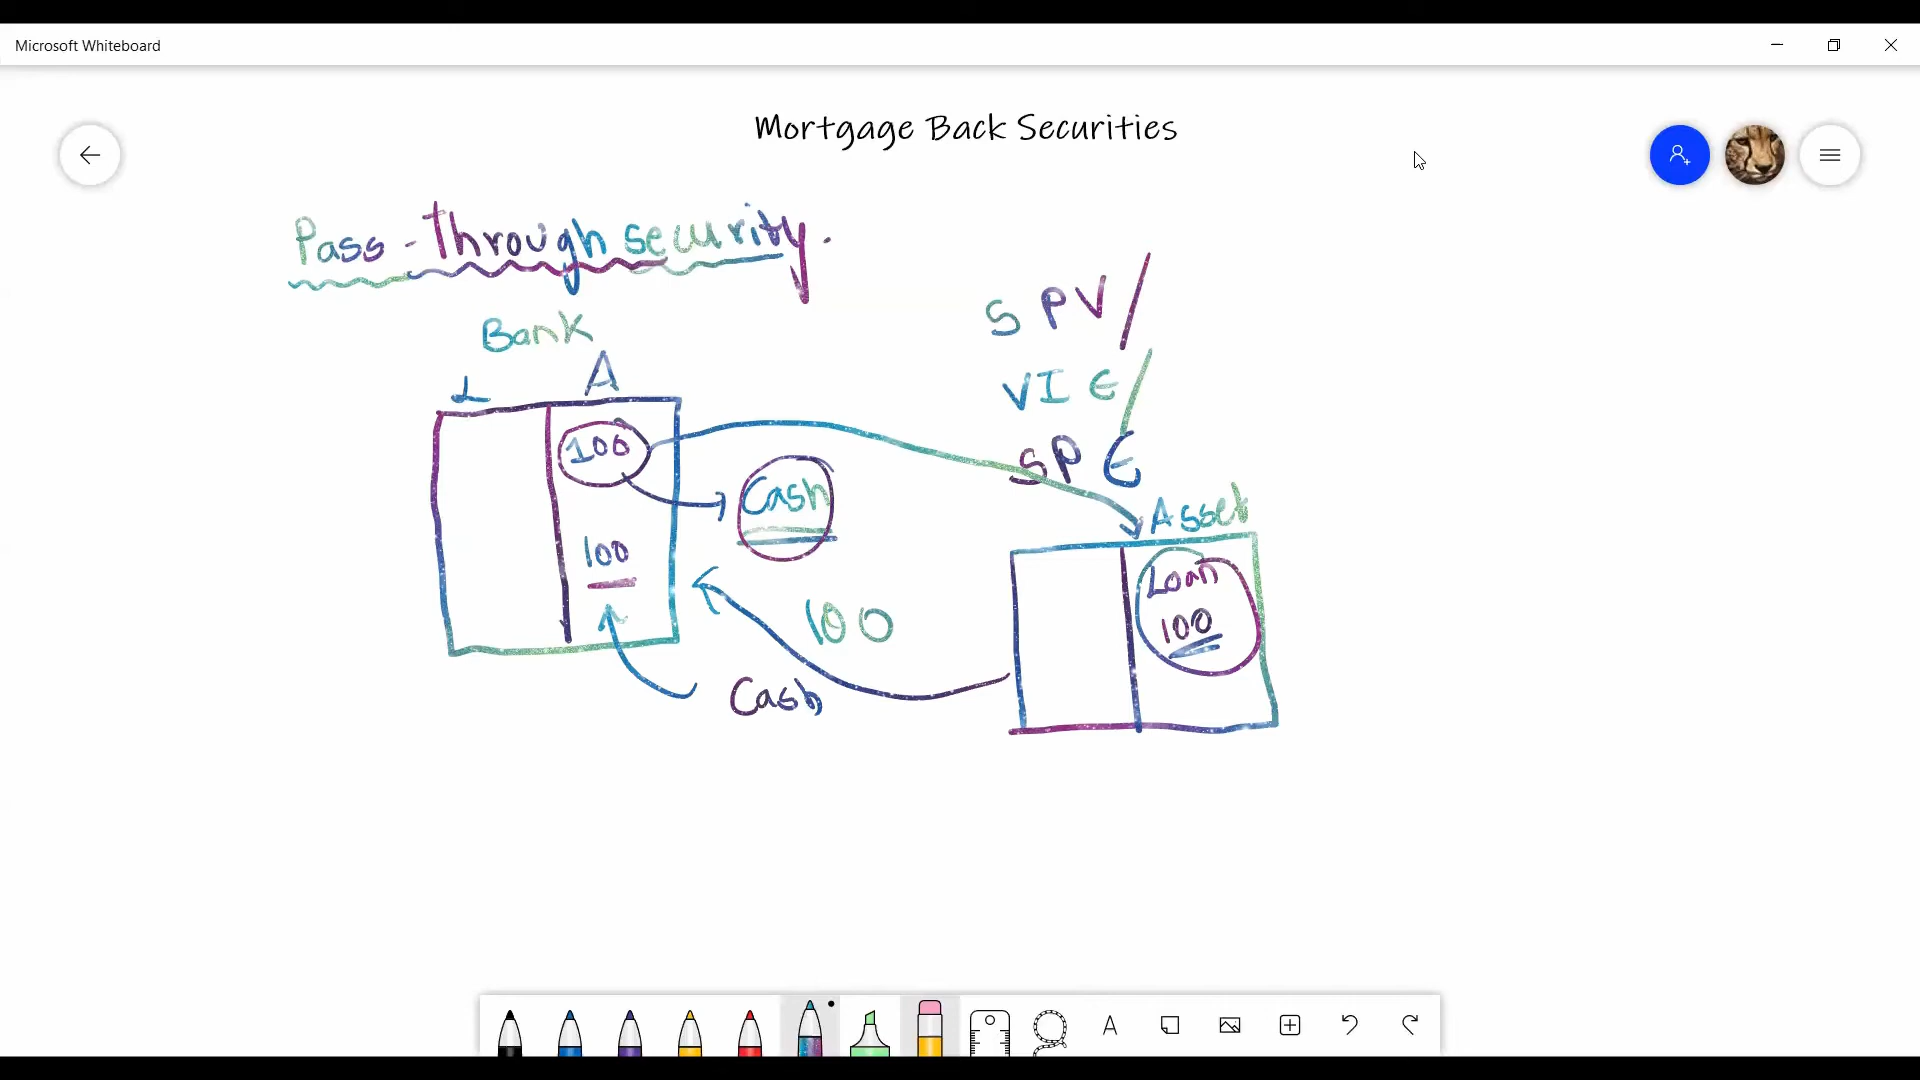 Microsoft Whiteboard
Mortgage Back Securities
Pass-Through security.
Bank
L A
100
Cash
100
100
Cash
SPV/
VIE/
SPE
Asset
Loan
100
A